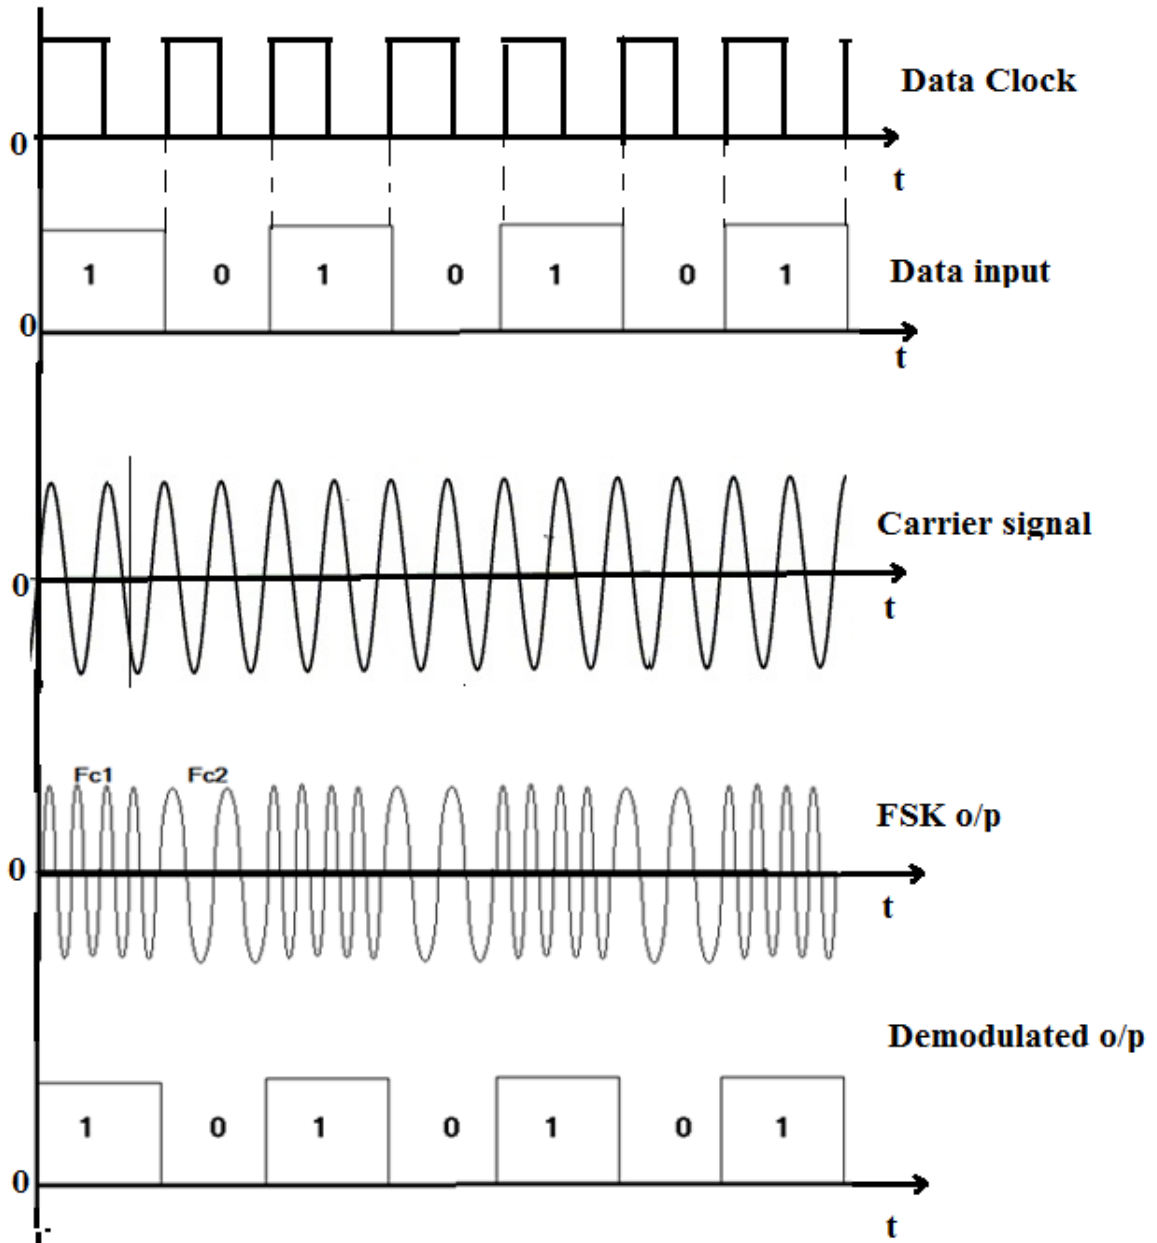 Data Clock
0
t
1 0 1 0 1 0 1
Data input
0
t
Carrier signal
0
t
Fc1 Fc2
FSK o/p
0
t
Demodulated o/p
1 0 1 0 1 0 1
0
t